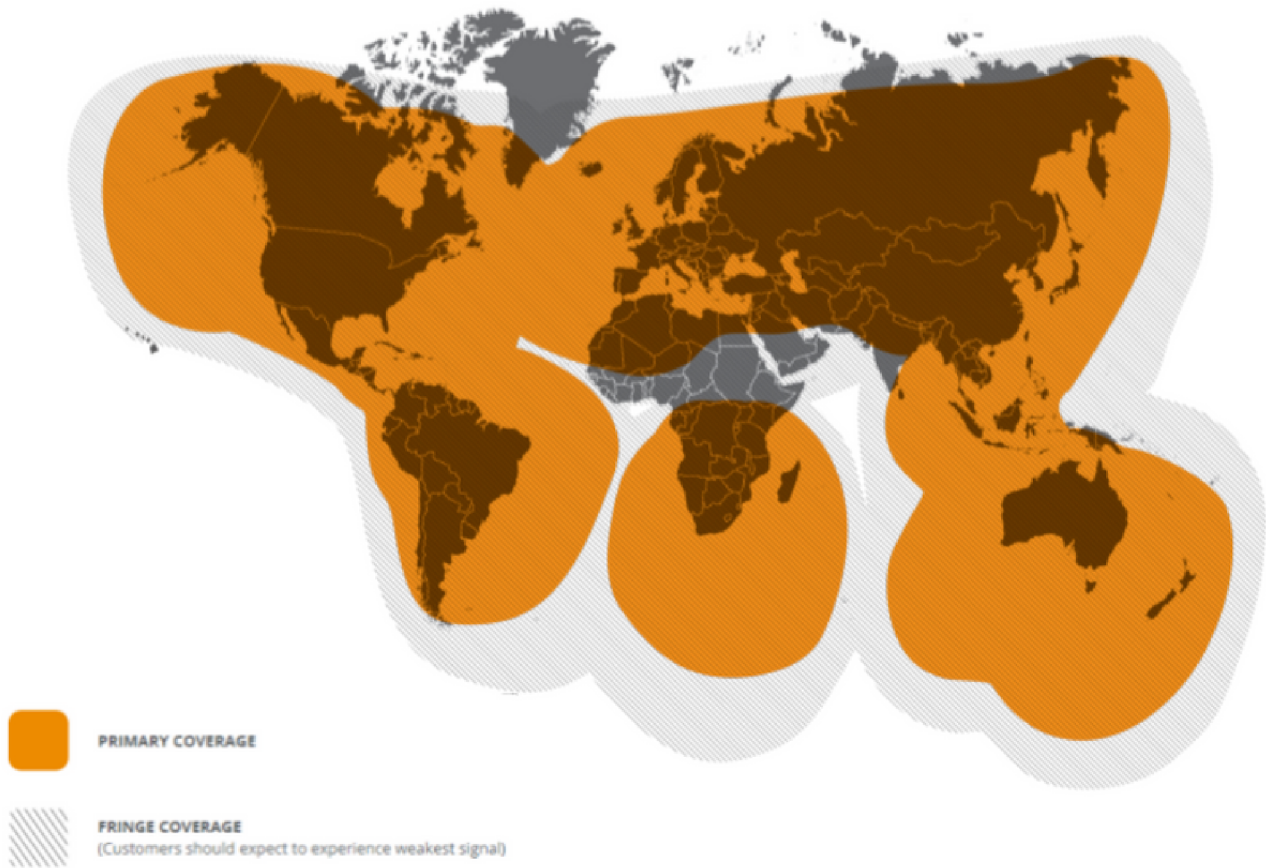 PRIMARY COVERAGE
FRINGE COVERAGE
(Customers should expect to experience weakest signal)